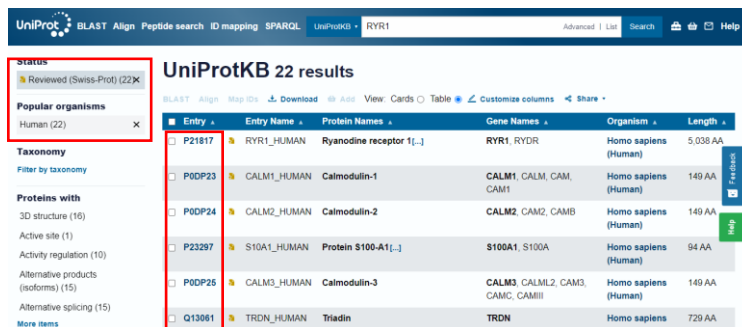 UniProt BLAST Align Peptide search ID mapping SPARQL UniProtKB RYR1 Advanced | List Search Help
Status
Reviewed (Swiss-Prot) (22)
Popular organisms
Human (22)
Taxonomy
Filter by taxonomy
Proteins with
3D structure (16)
Active site (1)
Activity regulation (10)
Alternative products
(isoforms) (15)
Alternative splicing (15)
More items
UniProtKB 22 results
BLAST Align Map IDs Download Add View: Cards Table Customize columns Share
Entry Entry Name Protein Names Gene Names Organism Length
P21817 RYR1_HUMAN Ryanodine receptor 1[...] RYR1, RYDR Homo sapiens (Human) 5,038 AA
P0DP23 CALM1_HUMAN Calmodulin-1 CALM1, CALM, CAM, CAM1 Homo sapiens (Human) 149 AA
P0DP24 CALM2_HUMAN Calmodulin-2 CALM2, CAM2, CAMB Homo sapiens (Human) 149 AA
P23297 S10A1_HUMAN Protein S100-A1[...] S100A1, S100A Homo sapiens (Human) 94 AA
P0DP25 CALM3_HUMAN Calmodulin-3 CALM3, CALML2, CAM3, CAMC, CAMIII Homo sapiens (Human) 149 AA
Q13061 TRDN_HUMAN Triadin TRDN Homo sapiens 729 AA
Feedback
Help